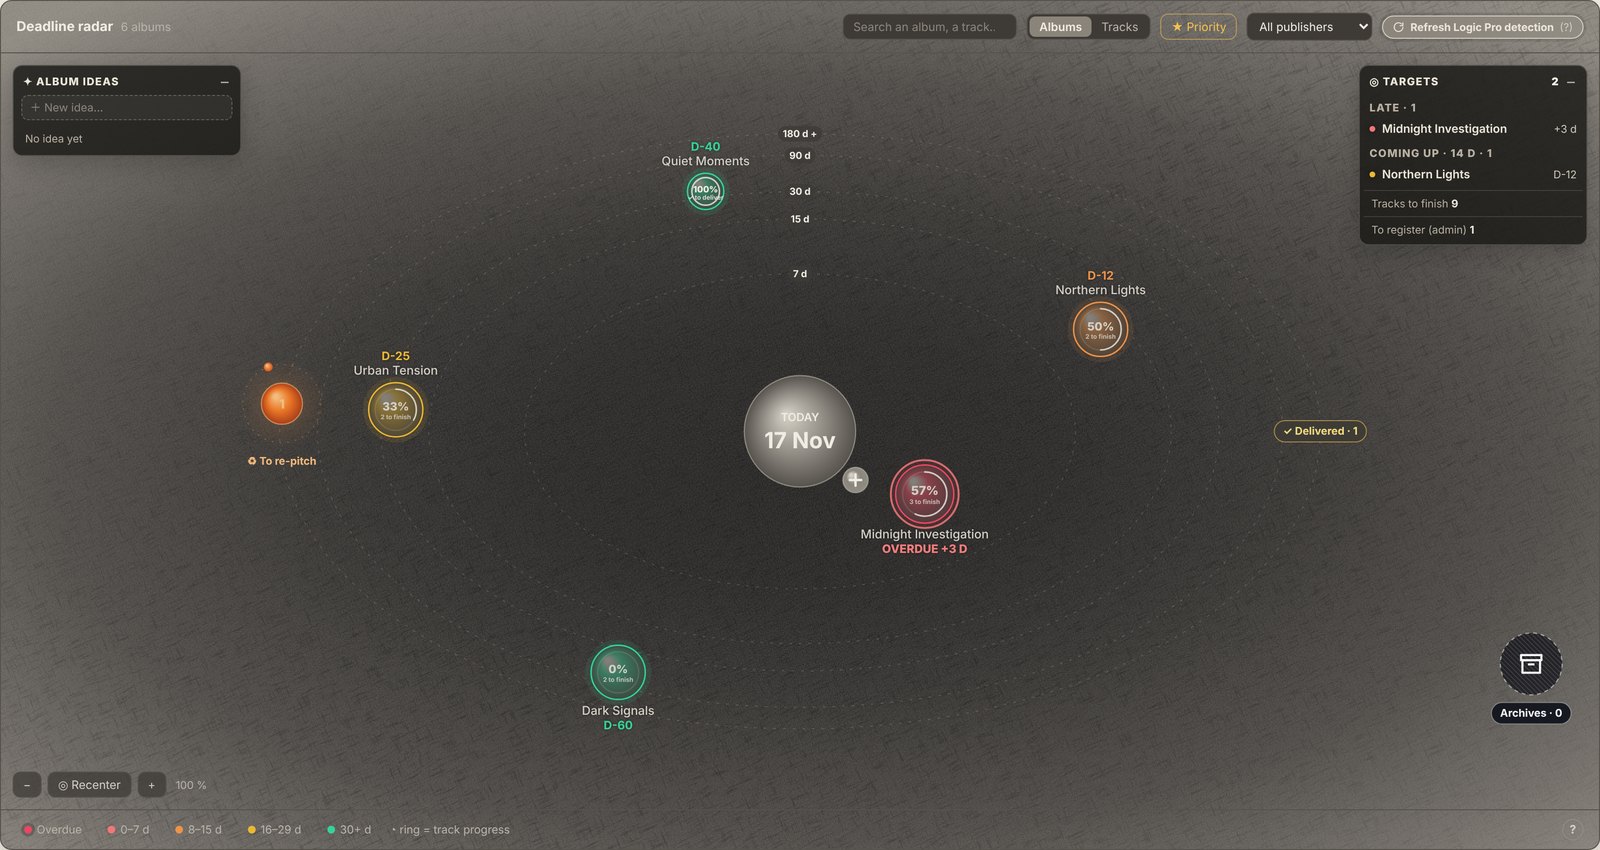 Deadline radar 6 albums
Search an album, a track..
Albums Tracks
★ Priority
All publishers
Refresh Logic Pro detection (?)
✦ ALBUM IDEAS –
+ New idea...
No idea yet
◎ TARGETS 2 –
LATE · 1
Midnight Investigation +3 d
COMING UP · 14 D · 1
Northern Lights D-12
Tracks to finish 9
To register (admin) 1
180 d +
90 d
30 d
15 d
7 d
D-40
Quiet Moments
100%
to deliver
D-12
Northern Lights
50%
2 to finish
D-25
Urban Tension
33%
2 to finish
1
♻ To re-pitch
TODAY
17 Nov
+
57%
3 to finish
Midnight Investigation
OVERDUE +3 D
✓ Delivered · 1
0%
2 to finish
Dark Signals
D-60
Archives · 0
– ◎ Recenter + 100 %
Overdue 0–7 d 8–15 d 16–29 d 30+ d · ring = track progress ?